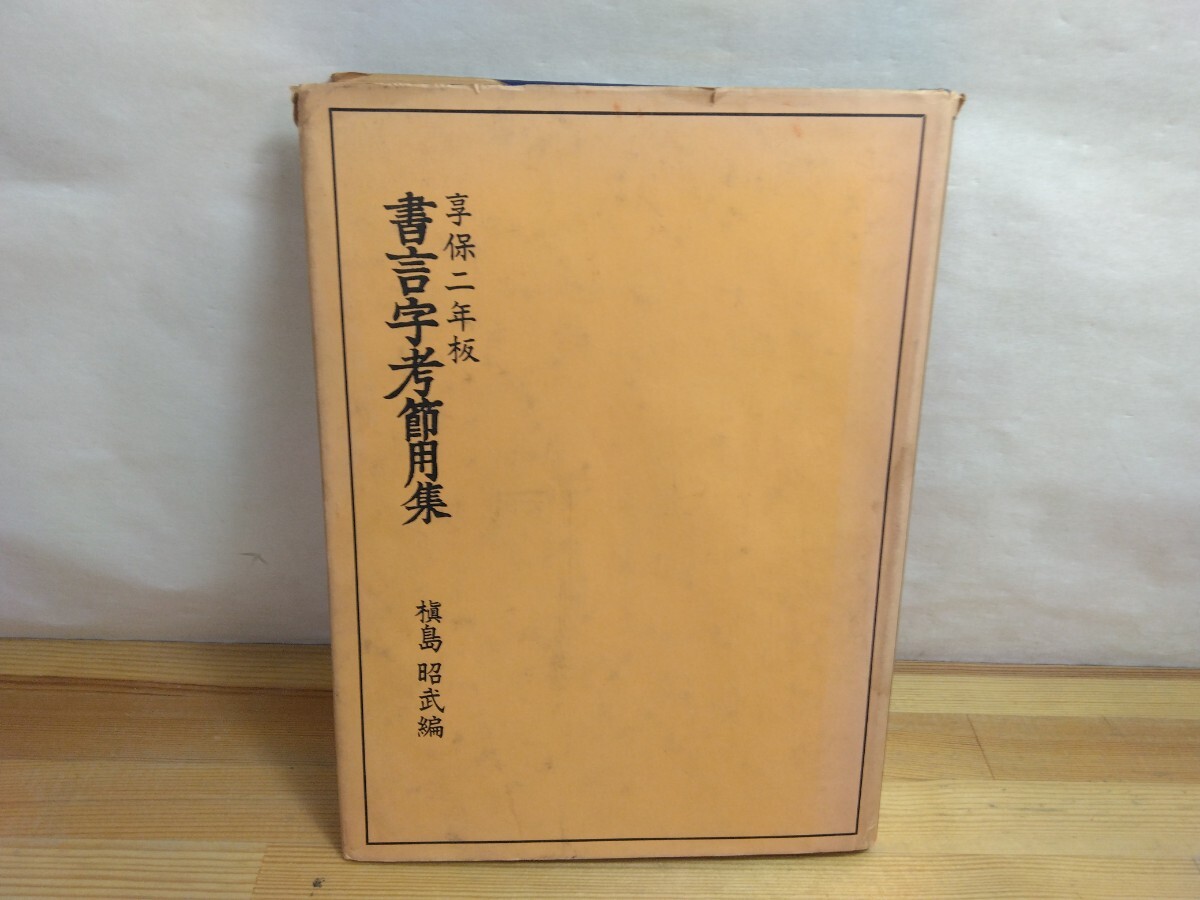 享保二年板
書言字考節用集
槇島昭武編